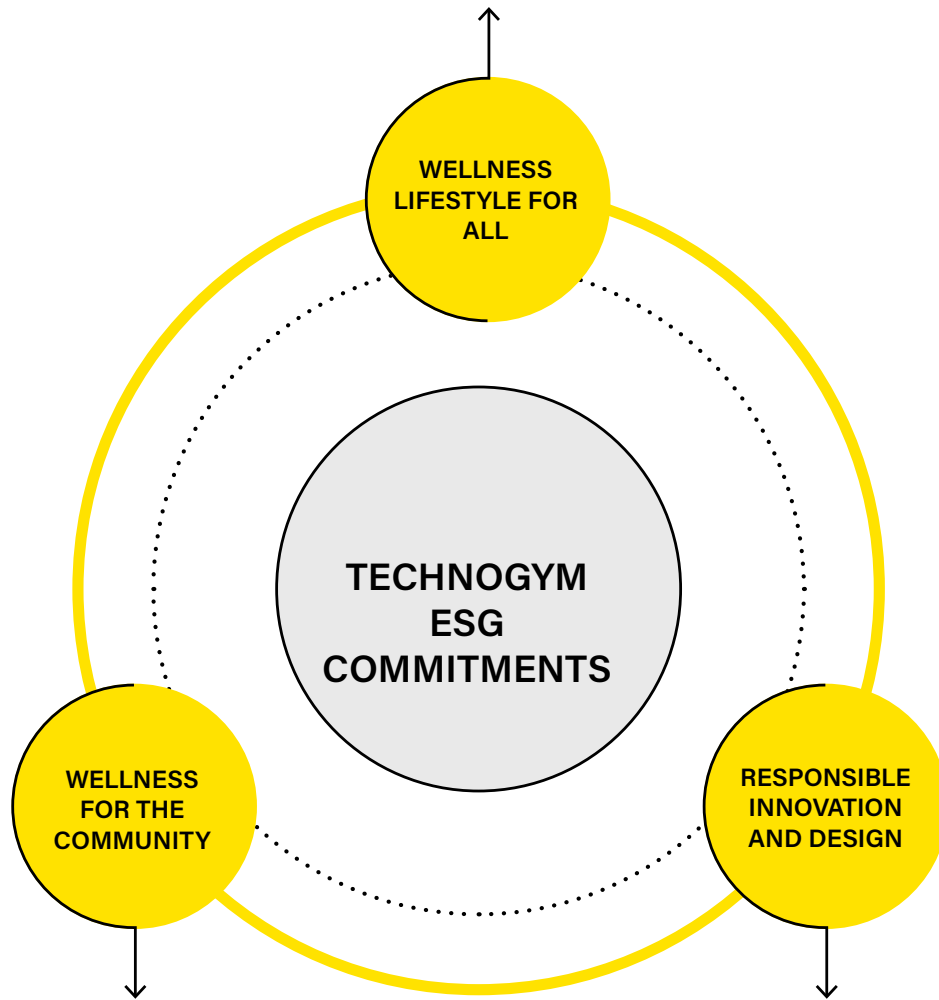 WELLNESS
LIFESTYLE FOR
ALL
TECHNOGYM
ESG
COMMITMENTS
WELLNESS
FOR THE
COMMUNITY
RESPONSIBLE
INNOVATION
AND DESIGN